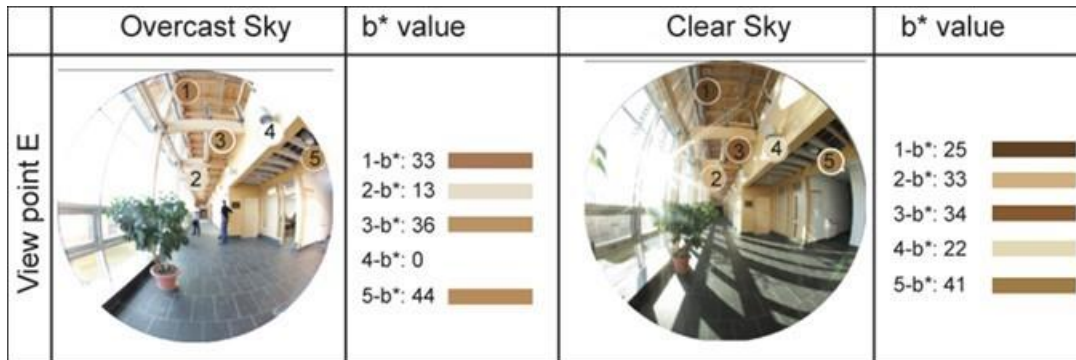 Overcast Sky
b* value
Clear Sky
b* value
View point E
1
2
3
4
5
1-b*: 33
2-b*: 13
3-b*: 36
4-b*: 0
5-b*: 44
1
2
3
4
5
1-b*: 25
2-b*: 33
3-b*: 34
4-b*: 22
5-b*: 41